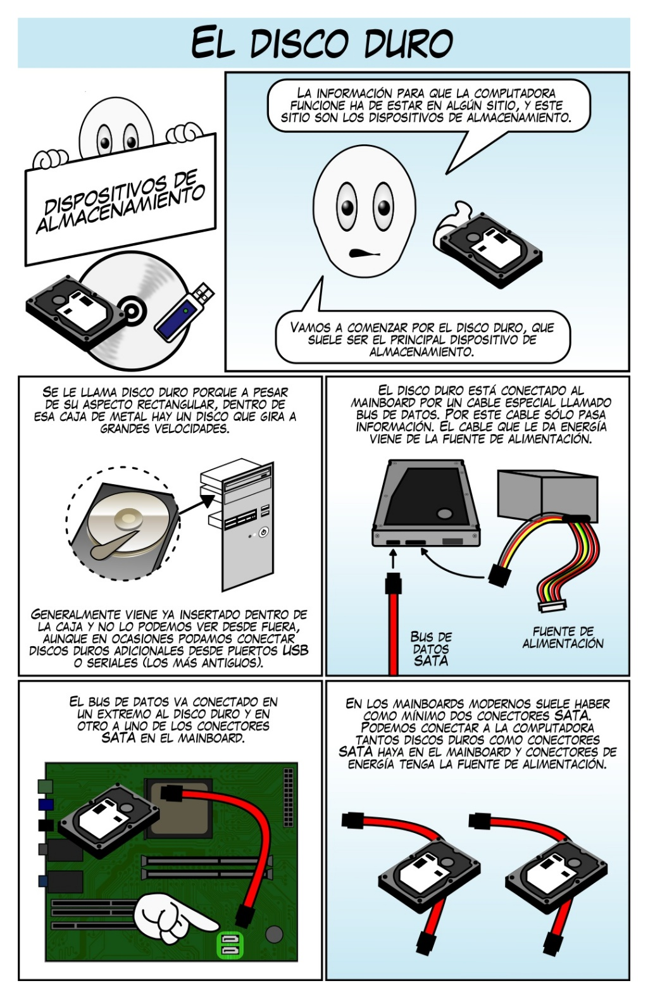 El disco duro
Dispositivos de
almacenamiento
La información para que la computadora
funcione ha de estar en algún sitio, y este
sitio son los dispositivos de almacenamiento.
Vamos a comenzar por el disco duro, que
suele ser el principal dispositivo de
almacenamiento.
Se le llama disco duro porque a pesar
de su aspecto rectangular, dentro de
esa caja de metal hay un disco que gira a
grandes velocidades.
Generalmente viene ya insertado dentro de
la caja y no lo podemos ver desde fuera,
aunque en ocasiones podamos conectar
discos duros adicionales desde puertos USB
o seriales (los más antiguos).
El disco duro está conectado al
mainboard por un cable especial llamado
bus de datos. Por este cable sólo pasa
información. El cable que le da energía
viene de la fuente de alimentación.
Bus de
datos
SATA
fuente de
alimentación
El bus de datos va conectado en
un extremo al disco duro y en
otro a uno de los conectores
SATA en el mainboard.
En los mainboards modernos suele haber
como mínimo dos conectores SATA.
Podemos conectar a la computadora
tantos discos duros como conectores
SATA haya en el mainboard y conectores de
energía tenga la fuente de alimentación.